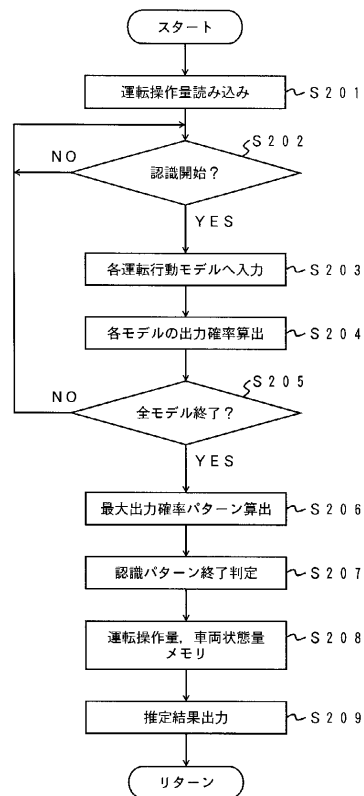 スタート
運転操作量読み込み
S201
S202
NO
認識開始?
YES
各運転行動モデルへ入力
S203
各モデルの出力確率算出
S204
S205
NO
全モデル終了?
YES
最大出力確率パターン算出
S206
認識パターン終了判定
S207
運転操作量,車両状態量
メモリ
S208
推定結果出力
S209
リターン